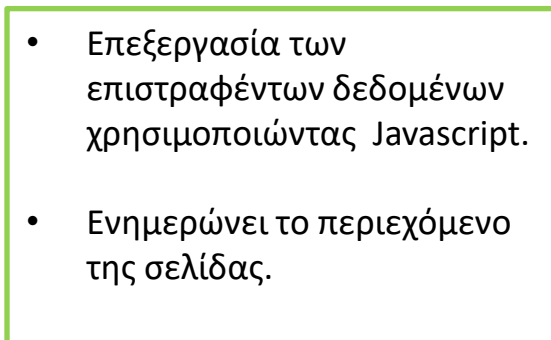 • Επεξεργασία των
επιστραφέντων δεδομένων
χρησιμοποιώντας Javascript.
• Ενημερώνει το περιεχόμενο
της σελίδας.